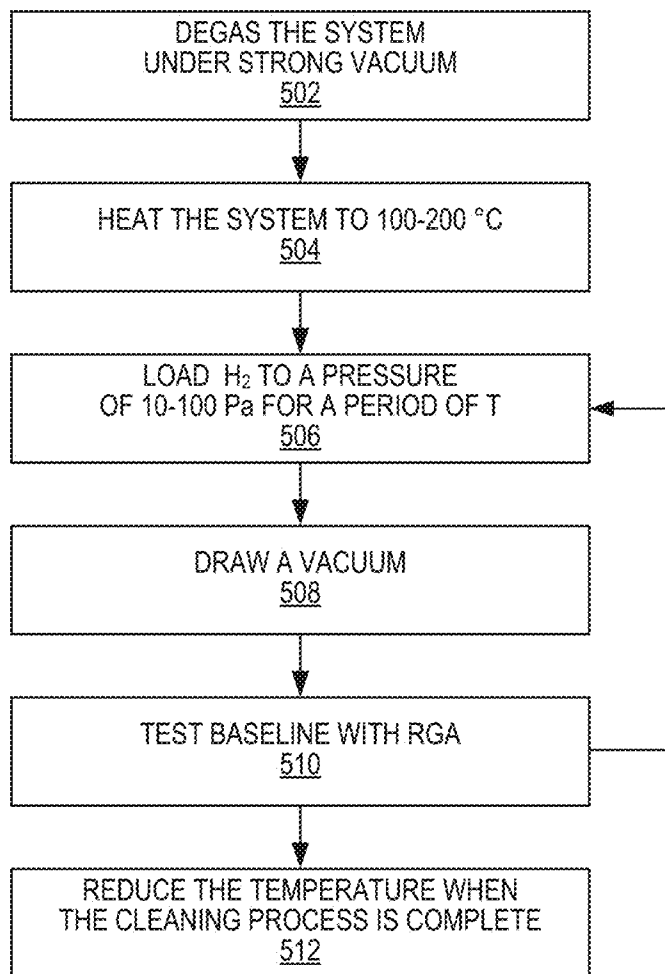 DEGAS THE SYSTEM
UNDER STRONG VACUUM
502
HEAT THE SYSTEM TO 100-200 °C
504
LOAD H₂ TO A PRESSURE
OF 10-100 Pa FOR A PERIOD OF T
506
DRAW A VACUUM
508
TEST BASELINE WITH RGA
510
REDUCE THE TEMPERATURE WHEN
THE CLEANING PROCESS IS COMPLETE
512